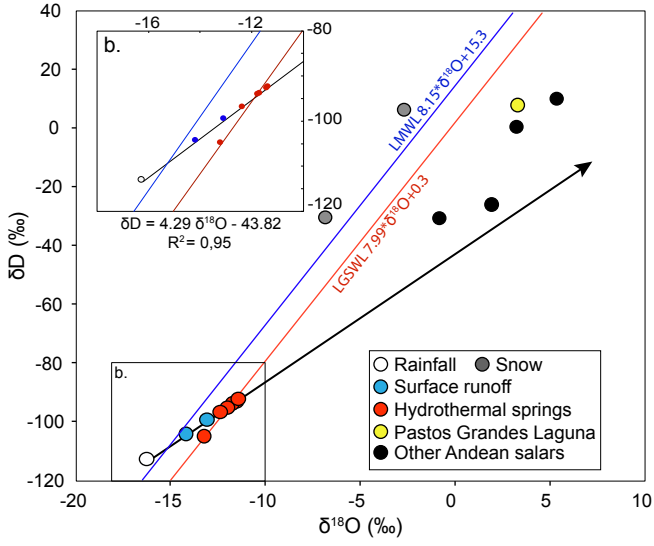 40
20
0
-20
-40
-60
-80
-100
-120
δD (‰)
-16
-12
-80
b.
-100
-120
δD = 4.29 δ18O - 43.82
R2= 0,95
LMWL 8.15*δ18O+15.3
LGSWL 7.99*δ18O+0.3
b.
Rainfall
Snow
Surface runoff
Hydrothermal springs
Pastos Grandes Laguna
Other Andean salars
-20
-15
-10
-5
0
5
10
δ18O (‰)